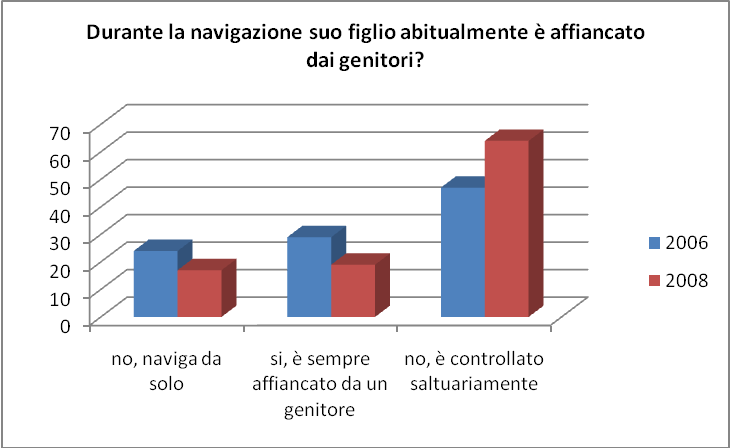 Durante la navigazione suo figlio abitualmente è affiancato
dai genitori?
70
60
50
40
30
20
10
0
no, naviga da
solo
si, è sempre
affiancato da un
genitore
no, è controllato
saltuariamente
2006
2008